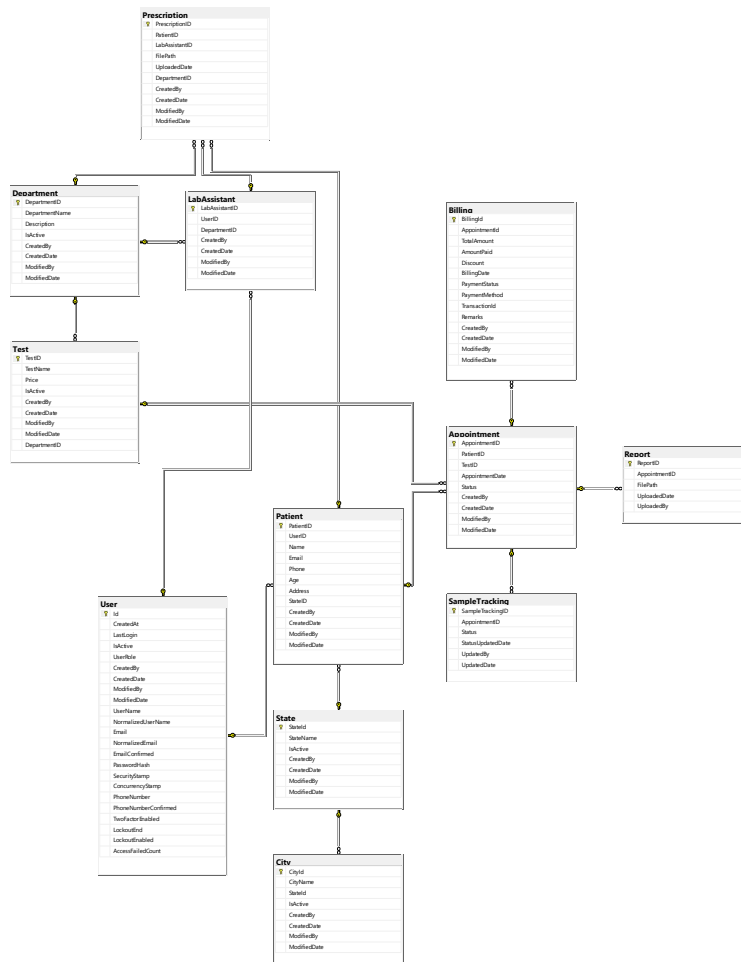 Prescription
PrescriptionID
PatientID
LabAssistantID
FilePath
UploadedDate
DepartmentID
CreatedBy
CreatedDate
ModifiedBy
ModifiedDate
Department
DepartmentID
DepartmentName
Description
IsActive
CreatedBy
CreatedDate
ModifiedBy
ModifiedDate
LabAssistant
LabAssistantID
UserID
DepartmentID
CreatedBy
CreatedDate
ModifiedBy
ModifiedDate
Billing
BillingId
AppointmentId
TotalAmount
AmountPaid
Discount
BillingDate
PaymentStatus
PaymentMethod
TransactionId
Remarks
CreatedBy
CreatedDate
ModifiedBy
ModifiedDate
Test
TestID
TestName
Price
IsActive
CreatedBy
CreatedDate
ModifiedBy
ModifiedDate
DepartmentID
Appointment
AppointmentID
PatientID
TestID
AppointmentDate
Status
CreatedBy
CreatedDate
ModifiedBy
ModifiedDate
Report
ReportID
AppointmentID
FilePath
UploadedDate
UploadedBy
Patient
PatientID
UserID
Name
Email
Phone
Age
Address
StateID
CreatedBy
CreatedDate
ModifiedBy
ModifiedDate
SampleTracking
SampleTrackingID
AppointmentID
Status
StatusUpdatedDate
UpdatedBy
UpdatedDate
User
Id
CreatedAt
LastLogin
IsActive
UserRole
CreatedBy
CreatedDate
ModifiedBy
ModifiedDate
UserName
NormalizedUserName
Email
NormalizedEmail
EmailConfirmed
PasswordHash
SecurityStamp
ConcurrencyStamp
PhoneNumber
PhoneNumberConfirmed
TwoFactorEnabled
LockoutEnd
LockoutEnabled
AccessFailedCount
State
StateId
StateName
IsActive
CreatedBy
CreatedDate
ModifiedBy
ModifiedDate
City
CityId
CityName
StateId
IsActive
CreatedBy
CreatedDate
ModifiedBy
ModifiedDate